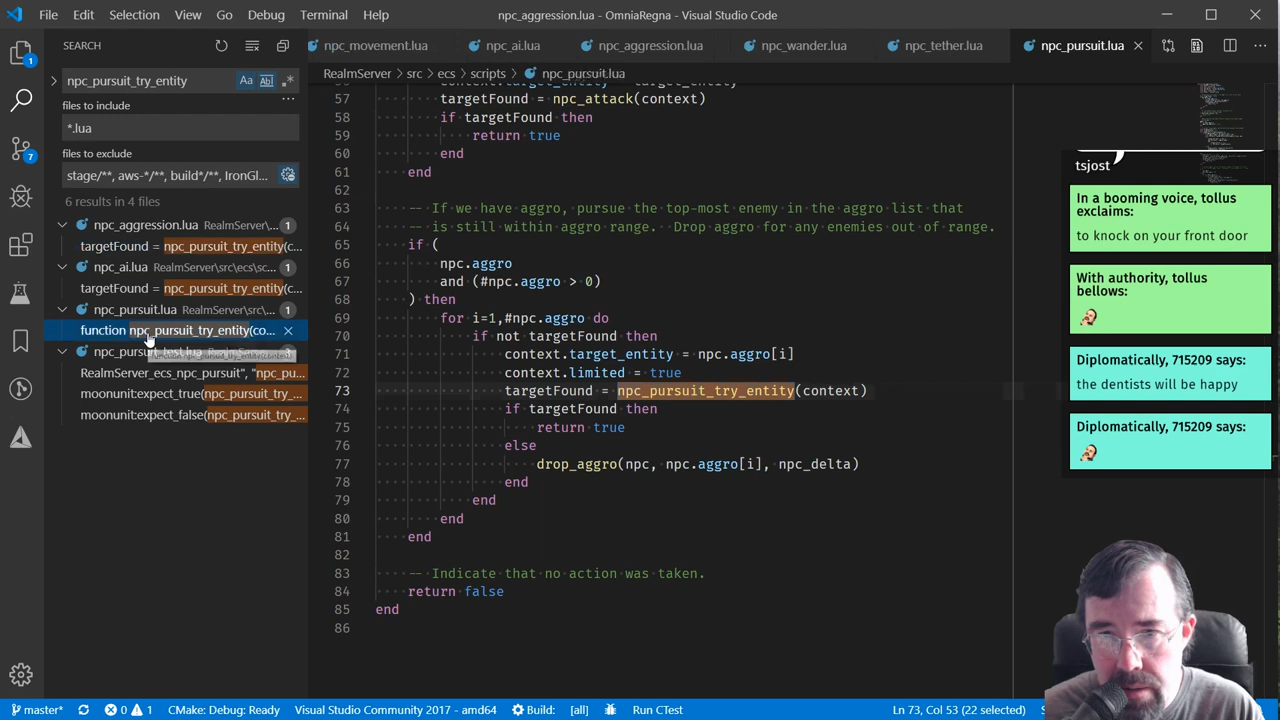 File Edit Selection View Go Debug Terminal Help npc_aggression.lua - OmniaRegna - Visual Studio Code
SEARCH
npc_movement.lua npc_ai.lua npc_aggression.lua npc_wander.lua npc_tether.lua npc_pursuit.lua
RealmServer > src > ecs > scripts > npc_pursuit.lua
1
npc_pursuit_try_entity Aa Abl .*
files to include
*.lua
files to exclude
7
stage/**, aws-*/**, build*/**, IronGl...
6 results in 4 files
npc_aggression.lua RealmServer\src\ecs\s... 1
targetFound = npc_pursuit_try_entity(c...
npc_ai.lua RealmServer\src\ecs\sc... 1
targetFound = npc_pursuit_try_entity(c...
npc_pursuit.lua RealmServer\src\... 1
function npc_pursuit_try_entity(co...
RealmServer_ecs_npc_pursuit", "npc_pu...
moonunit:expect_true(npc_pursuit_try_...
moonunit:expect_false(npc_pursuit_try_...
57 targetFound = npc_attack(context)
58 if targetFound then
59 return true
60 end
61 end
62
63 -- If we have aggro, pursue the top-most enemy in the aggro list that
64 -- is still within aggro range. Drop aggro for any enemies out of range.
65 if (
66 npc.aggro
67 and (#npc.aggro > 0)
68 ) then
69 for i=1,#npc.aggro do
70 if not targetFound then
71 context.target_entity = npc.aggro[i]
72 context.limited = true
73 targetFound = npc_pursuit_try_entity(context)
74 if targetFound then
75 return true
76 else
77 drop_aggro(npc, npc.aggro[i], npc_delta)
78 end
79 end
80 end
81 end
82
83 -- Indicate that no action was taken.
84 return false
85 end
86
tsjost
In a booming voice, tollus
exclaims:
to knock on your front door
With authority, tollus
bellows:
Diplomatically, 715209 says:
the dentists will be happy
Diplomatically, 715209 says:
master* 0 1 CMake: Debug: Ready Visual Studio Community 2017 - amd64 Build: [all] Run CTest Ln 73, Col 53 (22 selected)